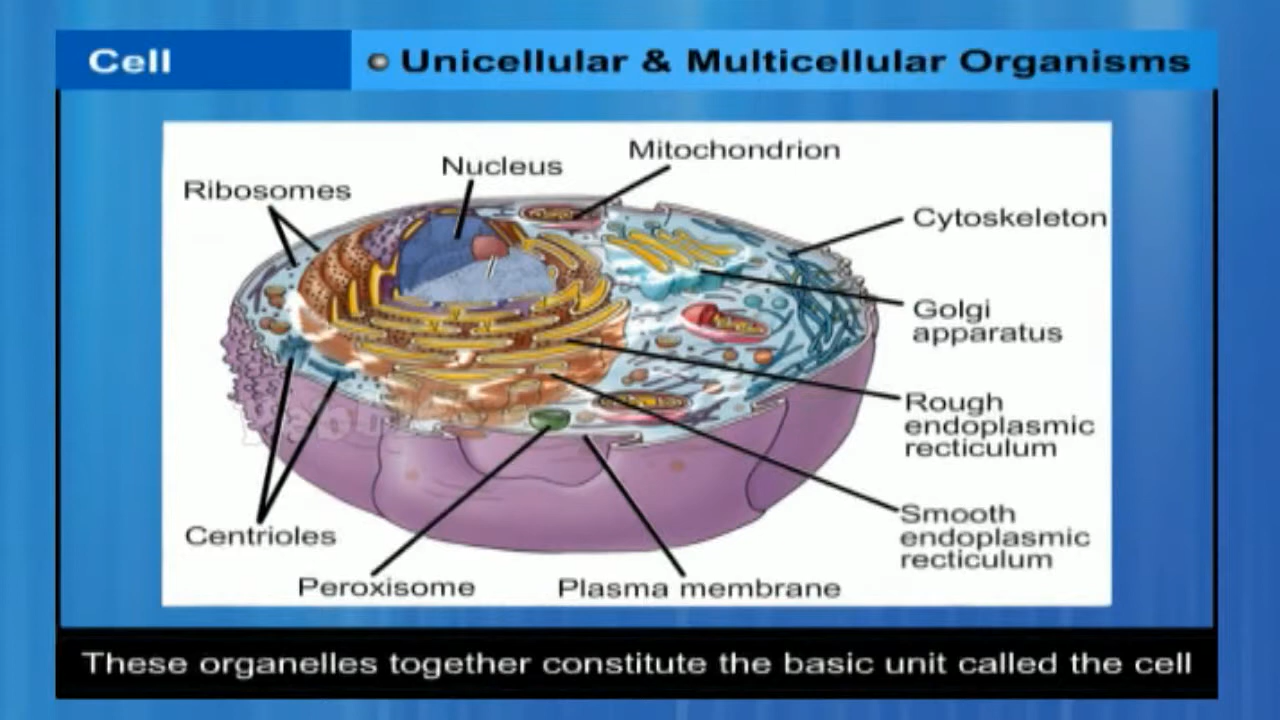 Cell
Unicellular & Multicellular Organisms
Nucleus
Mitochondrion
Ribosomes
Cytoskeleton
Golgi
apparatus
Rough
endoplasmic
recticulum
Smooth
endoplasmic
recticulum
Centrioles
Peroxisome
Plasma membrane
These organelles together constitute the basic unit called the cell